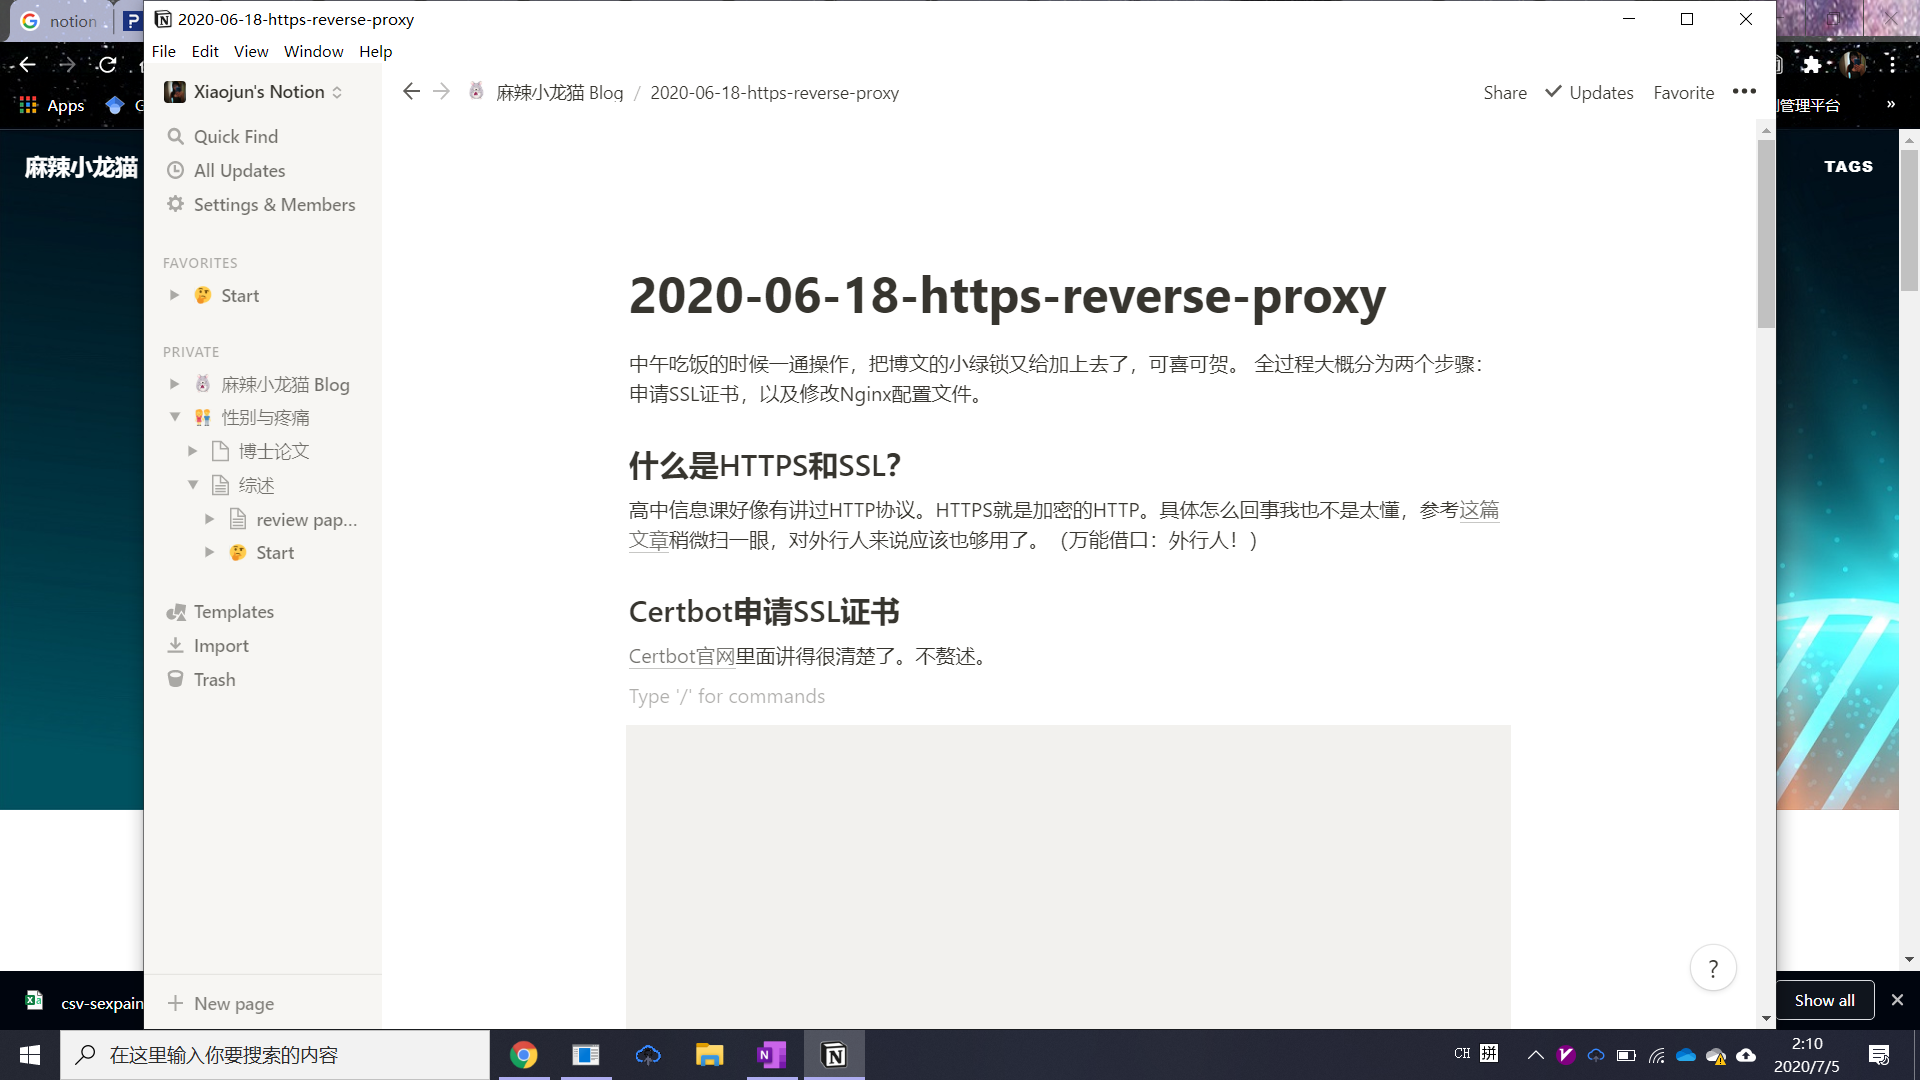 notion
2020-06-18-https-reverse-proxy
File Edit View Window Help
Apps
管理平台
»
麻辣小龙猫
TAGS
Xiaojun's Notion
Quick Find
All Updates
Settings & Members
FAVORITES
🤔 Start
PRIVATE
麻辣小龙猫 Blog
性别与疼痛
博士论文
综述
review pap...
🤔 Start
Templates
Import
Trash
New page
麻辣小龙猫 Blog / 2020-06-18-https-reverse-proxy
Share Updates Favorite •••
2020-06-18-https-reverse-proxy
中午吃饭的时候一通操作，把博文的小绿锁又给加上去了，可喜可贺。 全过程大概分为两个步骤：
申请SSL证书，以及修改Nginx配置文件。
什么是HTTPS和SSL？
高中信息课好像有讲过HTTP协议。HTTPS就是加密的HTTP。具体怎么回事我也不是太懂，参考这篇
文章稍微扫一眼，对外行人来说应该也够用了。（万能借口：外行人！）
Certbot申请SSL证书
Certbot官网里面讲得很清楚了。不赘述。
Type '/' for commands
?
csv-sexpain
Show all
在这里输入你要搜索的内容
CH 拼
2:10
2020/7/5